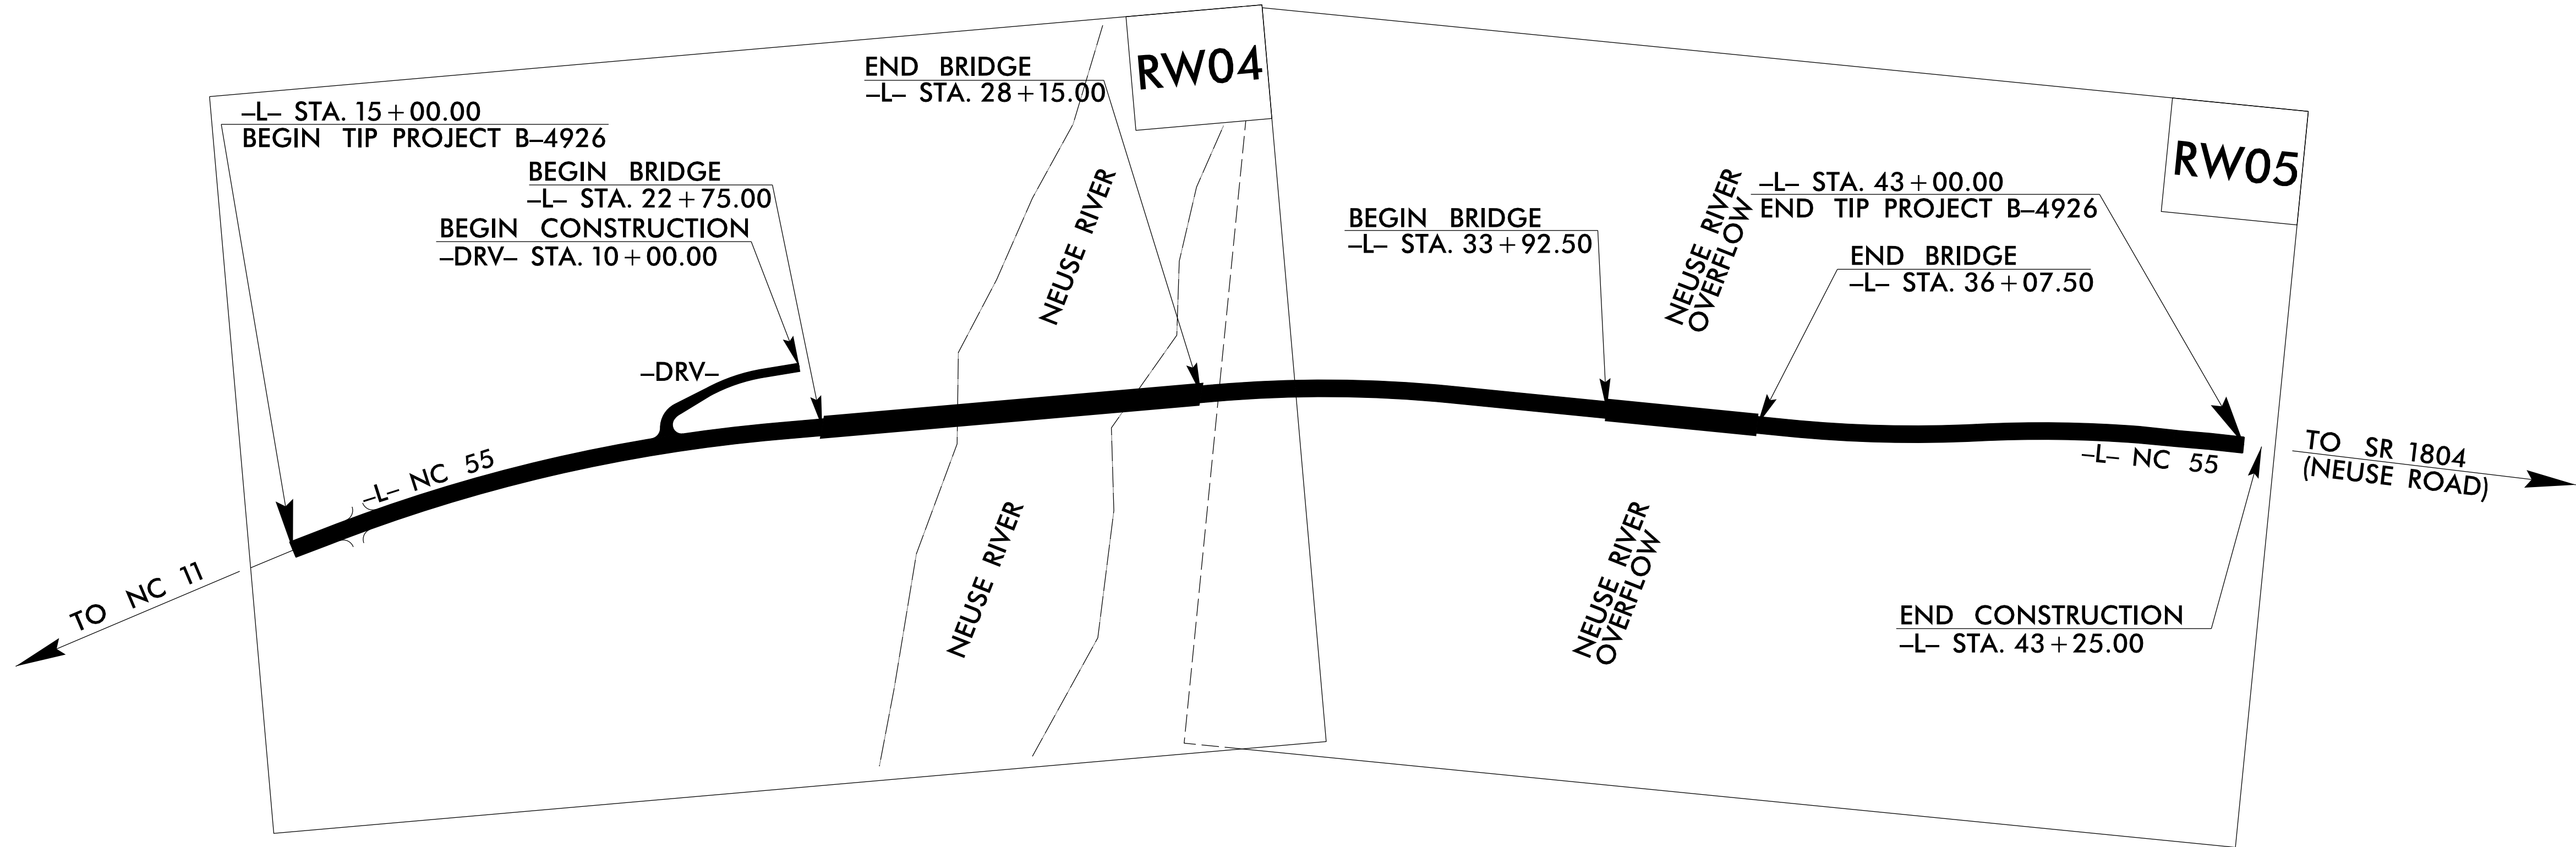 RW04
END BRIDGE
–L– STA. 28+15.00
–L– STA. 15+00.00
BEGIN TIP PROJECT B–4926
BEGIN BRIDGE
–L– STA. 22+75.00
BEGIN CONSTRUCTION
–DRV– STA. 10+00.00
NEUSE RIVER
–DRV–
–L– NC 55
TO NC 11
NEUSE RIVER
RW05
BEGIN BRIDGE
–L– STA. 33+92.50
NEUSE RIVER
OVERFLOW
–L– STA. 43+00.00
END TIP PROJECT B–4926
END BRIDGE
–L– STA. 36+07.50
–L– NC 55
TO SR 1804
(NEUSE ROAD)
NEUSE RIVER
OVERFLOW
END CONSTRUCTION
–L– STA. 43+25.00